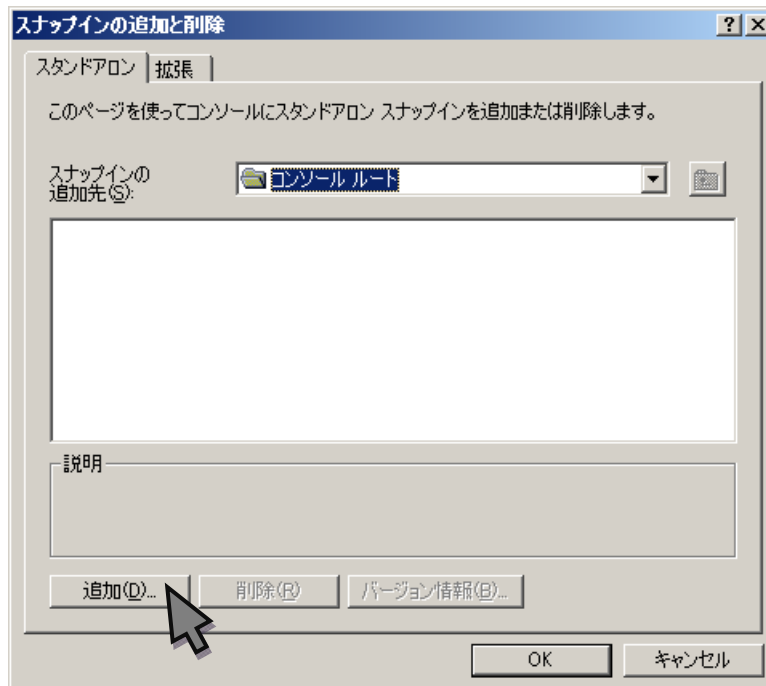 スナップインの追加と削除
スタンドアロン 拡張
このページを使ってコンソールにスタンドアロン スナップインを追加または削除します。
スナップインの
追加先(S):
コンソール ルート
説明
追加(D)... 削除(R) バージョン情報(B)...
OK キャンセル